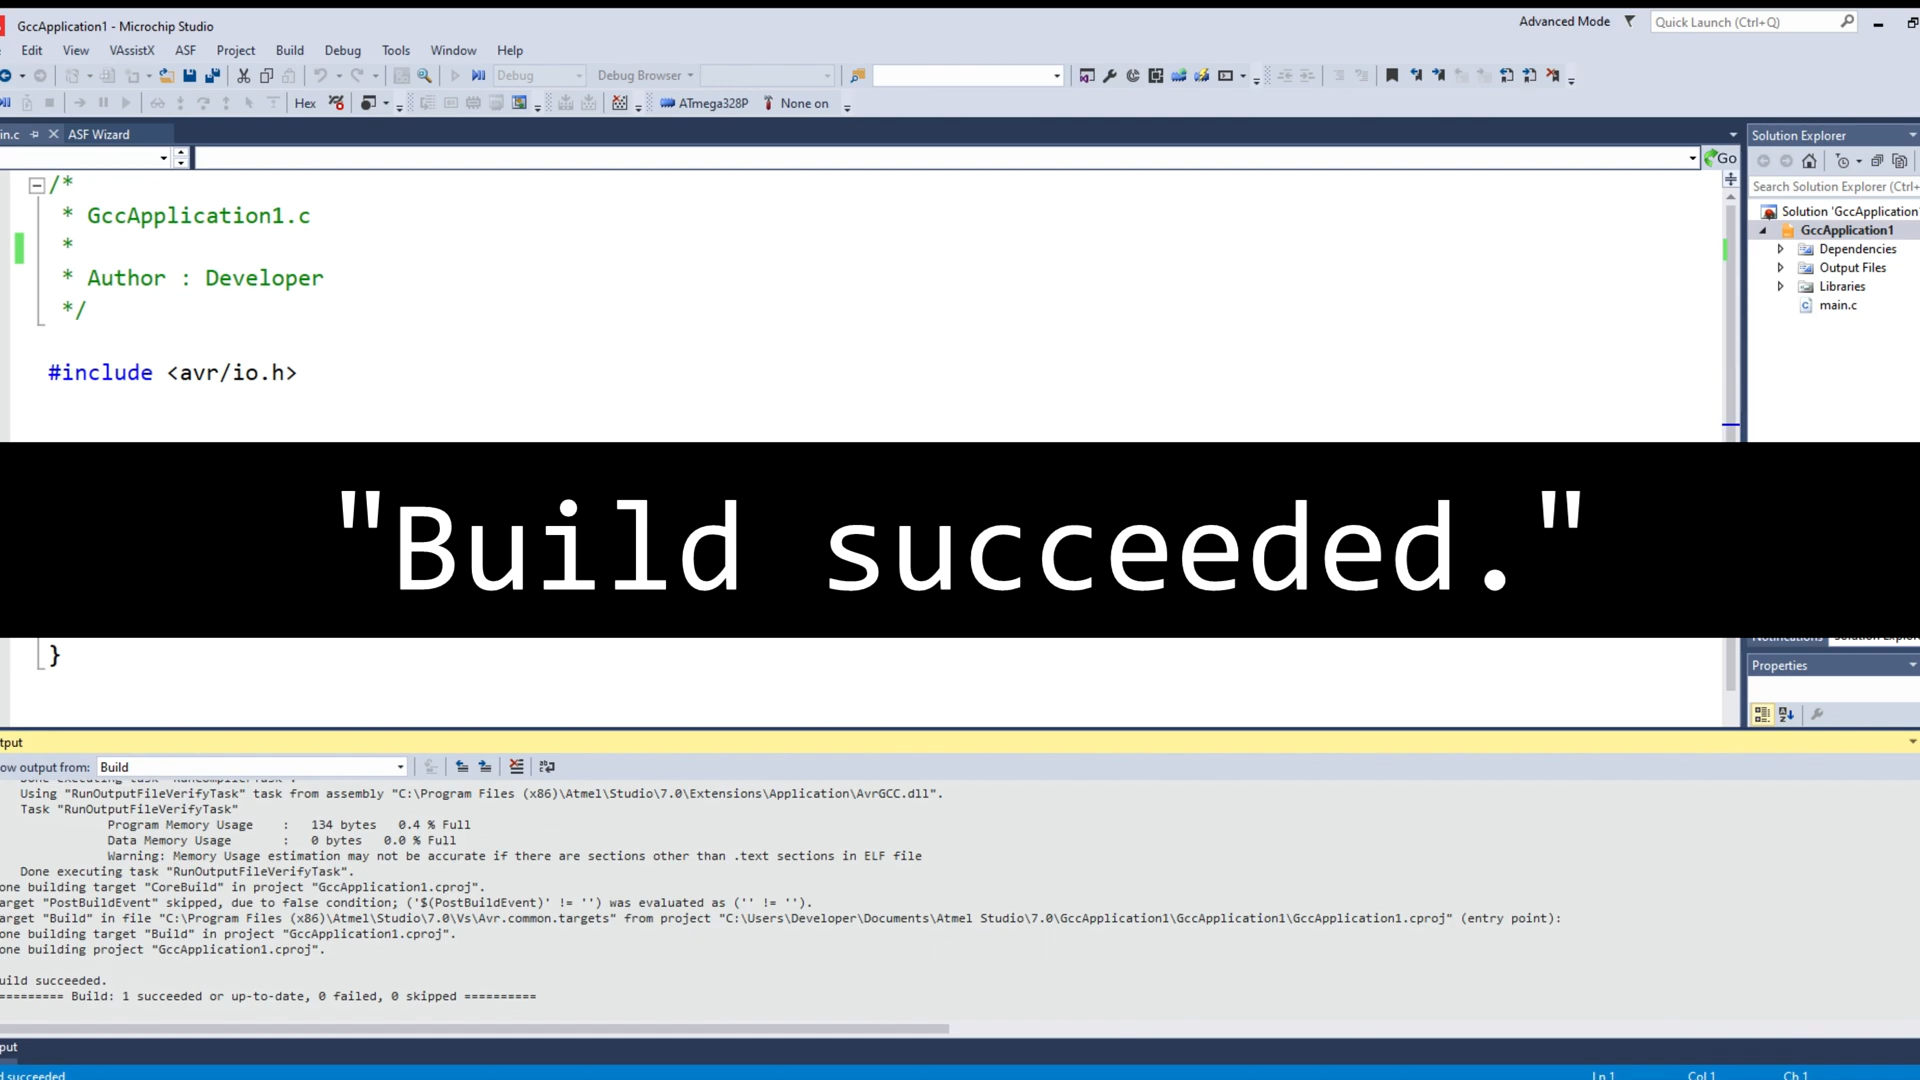 GccApplication1 - Microchip Studio
Advanced Mode
Quick Launch (Ctrl+Q)
Edit View VAssistX ASF Project Build Debug Tools Window Help
Debug
Debug Browser
Hex
ATmega328P
None on
in.c
ASF Wizard
Go
/*
* GccApplication1.c
*
* Author : Developer
*/
#include <avr/io.h>
Solution Explorer
Search Solution Explorer (Ctrl+
Solution 'GccApplication
GccApplication1
Dependencies
Output Files
Libraries
main.c
"Build succeeded."
}
Properties
tput
ow output from: Build
Using "RunOutputFileVerifyTask" task from assembly "C:\Program Files (x86)\Atmel\Studio\7.0\Extensions\Application\AvrGCC.dll".
Task "RunOutputFileVerifyTask"
Program Memory Usage : 134 bytes 0.4 % Full
Data Memory Usage : 0 bytes 0.0 % Full
Warning: Memory Usage estimation may not be accurate if there are sections other than .text sections in ELF file
Done executing task "RunOutputFileVerifyTask".
one building target "CoreBuild" in project "GccApplication1.cproj".
arget "PostBuildEvent" skipped, due to false condition; ('$(PostBuildEvent)' != '') was evaluated as ('' != '').
arget "Build" in file "C:\Program Files (x86)\Atmel\Studio\7.0\Vs\Avr.common.targets" from project "C:\Users\Developer\Documents\Atmel Studio\7.0\GccApplication1\GccApplication1\GccApplication1.cproj" (entry point):
one building target "Build" in project "GccApplication1.cproj".
one building project "GccApplication1.cproj".
uild succeeded.
========= Build: 1 succeeded or up-to-date, 0 failed, 0 skipped ==========
put
d succeeded
Ln 1 Col 1 Ch 1